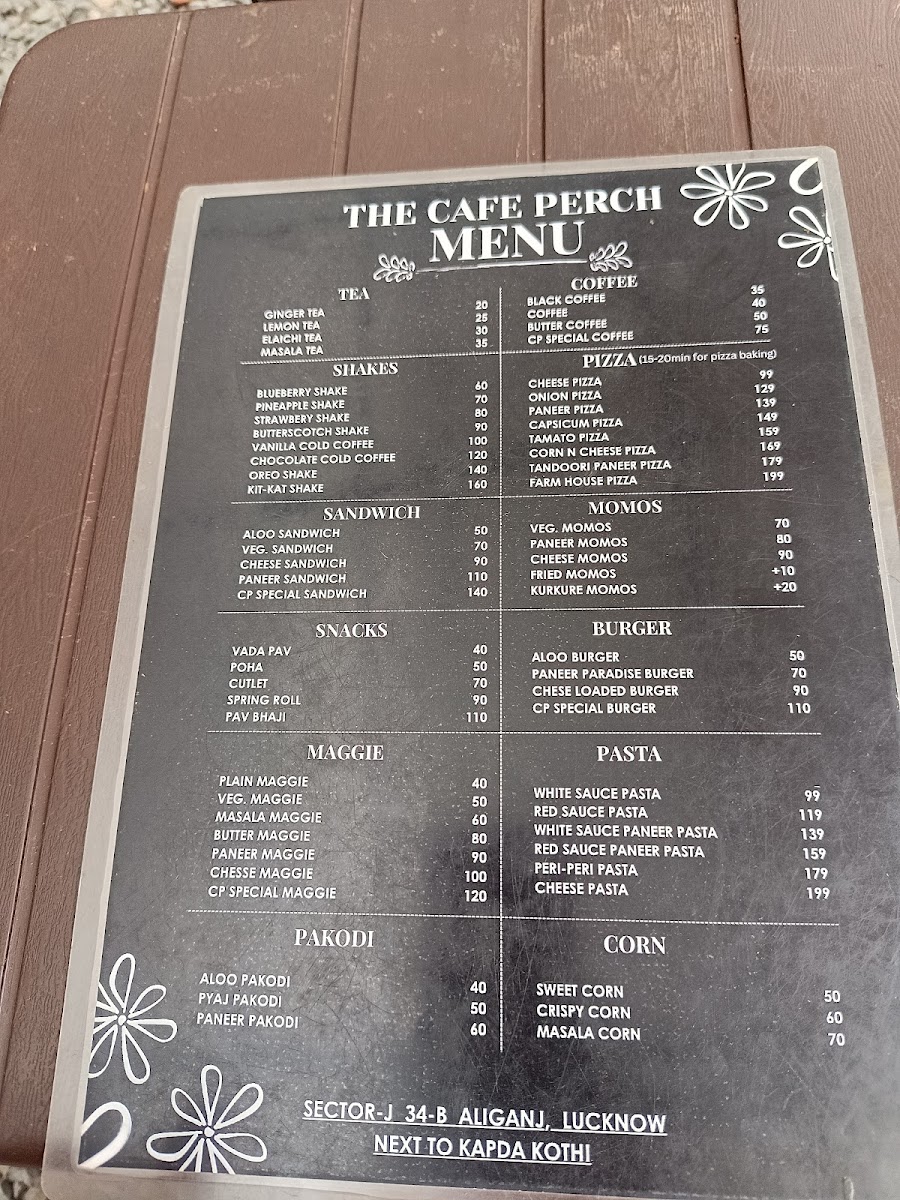 THE CAFE PERCH
MENU
TEA
GINGER TEA 20
LEMON TEA 25
ELAICHI TEA 30
MASALA TEA 35
COFFEE
BLACK COFFEE 35
COFFEE 40
BUTTER COFFEE 50
CP SPECIAL COFFEE 75
SHAKES
BLUEBERRY SHAKE 60
PINEAPPLE SHAKE 70
STRAWBERY SHAKE 80
BUTTERSCOTCH SHAKE 90
VANILLA COLD COFFEE 100
CHOCOLATE COLD COFFEE 120
OREO SHAKE 140
KIT-KAT SHAKE 160
PIZZA (15-20min for pizza baking)
CHEESE PIZZA 99
ONION PIZZA 129
PANEER PIZZA 139
CAPSICUM PIZZA 149
TAMATO PIZZA 159
CORN N CHEESE PIZZA 169
TANDOORI PANEER PIZZA 179
FARM HOUSE PIZZA 199
SANDWICH
ALOO SANDWICH 50
VEG. SANDWICH 70
CHEESE SANDWICH 90
PANEER SANDWICH 110
CP SPECIAL SANDWICH 140
MOMOS
VEG. MOMOS 70
PANEER MOMOS 80
CHEESE MOMOS 90
FRIED MOMOS +10
KURKURE MOMOS +20
SNACKS
VADA PAV 40
POHA 50
CUTLET 70
SPRING ROLL 90
PAV BHAJI 110
BURGER
ALOO BURGER 50
PANEER PARADISE BURGER 70
CHESE LOADED BURGER 90
CP SPECIAL BURGER 110
MAGGIE
PLAIN MAGGIE 40
VEG. MAGGIE 50
MASALA MAGGIE 60
BUTTER MAGGIE 80
PANEER MAGGIE 90
CHESSE MAGGIE 100
CP SPECIAL MAGGIE 120
PASTA
WHITE SAUCE PASTA 99
RED SAUCE PASTA 119
WHITE SAUCE PANEER PASTA 139
RED SAUCE PANEER PASTA 159
PERI-PERI PASTA 179
CHEESE PASTA 199
PAKODI
ALOO PAKODI 40
PYAJ PAKODI 50
PANEER PAKODI 60
CORN
SWEET CORN 50
CRISPY CORN 60
MASALA CORN 70
SECTOR-J 34-B ALIGANJ, LUCKNOW
NEXT TO KAPDA KOTHI